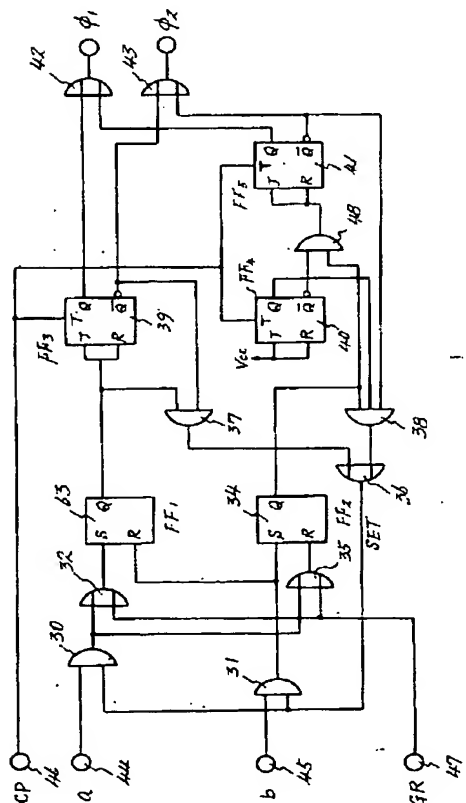 42
φ1
43
φ2
FF3
T
J
Q
R
Q̅
39
FF5
T
J
Q
R
Q̅
41
48
FF4
T
Q
Q̅
R
40
Vcc
37
38
36
SET
63
S
Q
R
FF1
34
S
Q
R
FF2
32
35
30
31
CP
46
a
44
b
45
GR
47